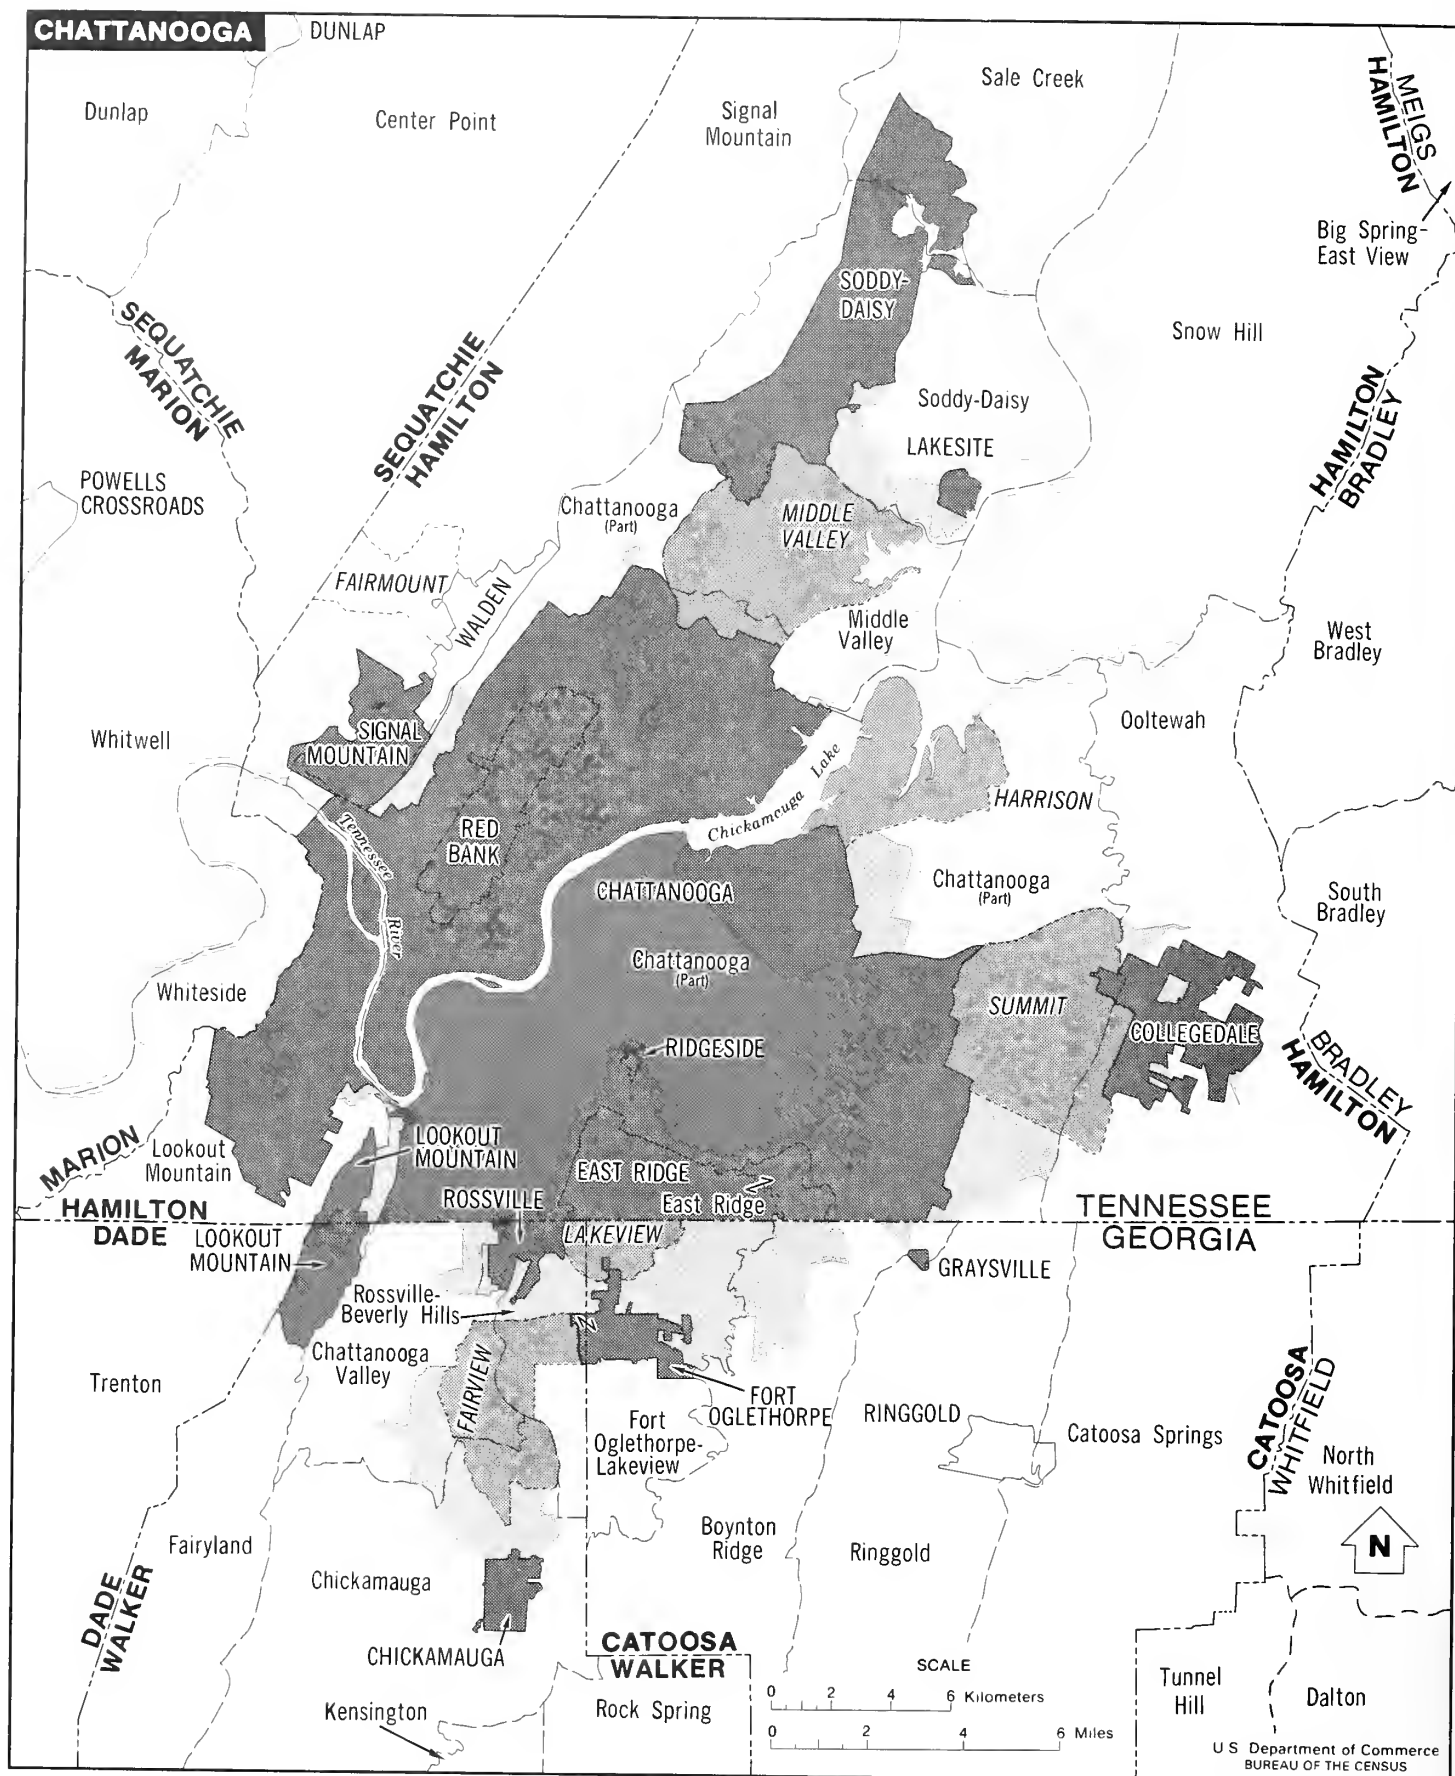 CHATTANOOGA
DUNLAP
Dunlap
Center Point
Signal
Mountain
Sale Creek
MEIGS
HAMILTON
Big Spring-
East View
SODDY-
DAISY
Snow Hill
SEQUATCHIE
MARION
SEQUATCHIE
HAMILTON
Soddy-Daisy
LAKESITE
HAMILTON
BRADLEY
POWELLS
CROSSROADS
Chattanooga
(Part)
MIDDLE
VALLEY
FAIRMOUNT
WALDEN
Middle
Valley
West
Bradley
SIGNAL
MOUNTAIN
Whitwell
Ooltewah
Chickamauga Lake
HARRISON
Tennessee
River
RED
BANK
CHATTANOOGA
Chattanooga
(Part)
South
Bradley
Chattanooga
(Part)
Whiteside
SUMMIT
COLLEGEDALE
RIDGESIDE
BRADLEY
HAMILTON
MARION
Lookout
Mountain
LOOKOUT
MOUNTAIN
EAST RIDGE
East Ridge
ROSSVILLE
HAMILTON
DADE
TENNESSEE
GEORGIA
LOOKOUT
MOUNTAIN
LAKEVIEW
GRAYSVILLE
Rossville-
Beverly Hills
Chattanooga
Valley
Trenton
FAIRVIEW
FORT
OGLETHORPE
Fort
Oglethorpe-
Lakeview
RINGGOLD
Catoosa Springs
CATOOSA
WHITFIELD
North
Whitfield
N
Fairyland
Boynton
Ridge
Ringgold
Chickamauga
DADE
WALKER
CHICKAMAUGA
CATOOSA
WALKER
Kensington
Rock Spring
SCALE
0 2 4 6 Kilometers
0 2 4 6 Miles
Tunnel
Hill
Dalton
U S Department of Commerce
BUREAU OF THE CENSUS